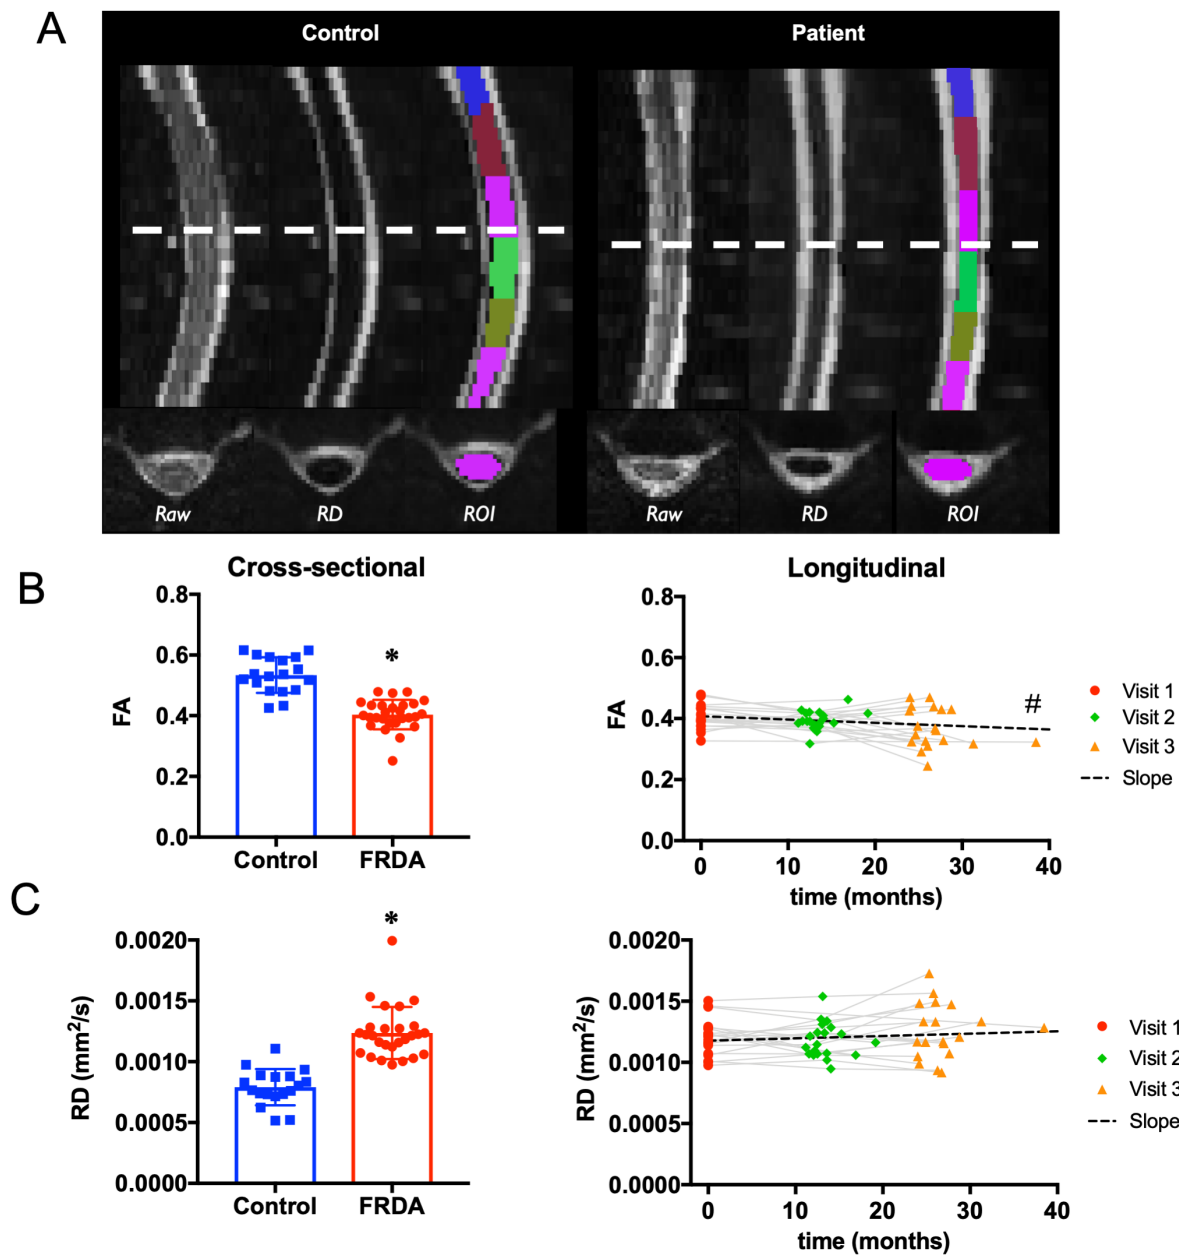 A
Control
Patient
Raw
RD
ROI
Raw
RD
ROI
B
Cross-sectional
FA
0.8
0.6
0.4
0.2
0.0
*
Control
FRDA
Longitudinal
FA
0.8
0.6
0.4
0.2
0.0
#
0
10
20
30
40
time (months)
Visit 1
Visit 2
Visit 3
Slope
C
RD (mm²/s)
0.0020
0.0015
0.0010
0.0005
0.0000
*
Control
FRDA
RD (mm²/s)
0.0020
0.0015
0.0010
0.0005
0.0000
0
10
20
30
40
time (months)
Visit 1
Visit 2
Visit 3
Slope